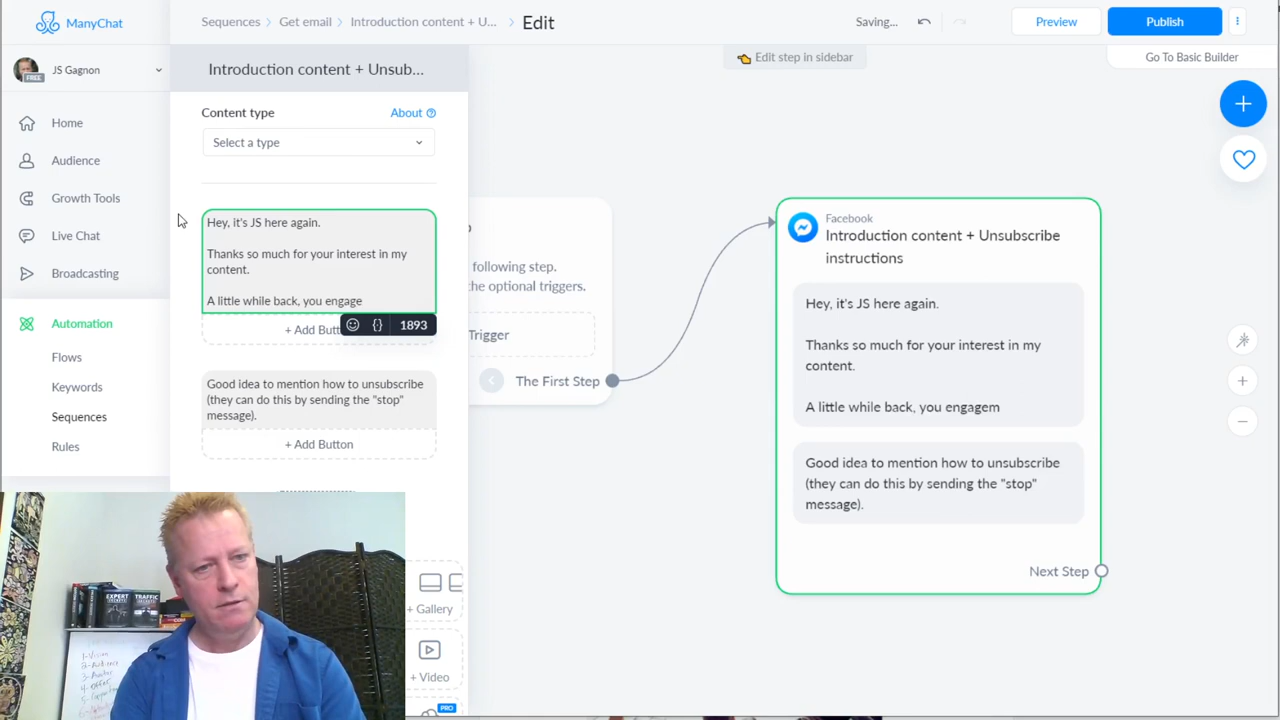 ManyChat
Sequences
Get email
Introduction content + U...
Edit
Saving...
Preview
Publish
JS Gagnon
FREE
Home
Audience
Growth Tools
Live Chat
Broadcasting
Automation
Flows
Keywords
Sequences
Rules
Introduction content + Unsub...
Content type
About
Select a type
Hey, it's JS here again.
Thanks so much for your interest in my
content.
A little while back, you engage
+ Add Butt
{} 1893
Good idea to mention how to unsubscribe
(they can do this by sending the "stop"
message).
+ Add Button
+ Gallery
+ Video
PRO
Edit step in sidebar
Go To Basic Builder
following step.
the optional triggers.
Trigger
The First Step
Facebook
Introduction content + Unsubscribe
instructions
Hey, it's JS here again.
Thanks so much for your interest in my
content.
A little while back, you engagem
Good idea to mention how to unsubscribe
(they can do this by sending the "stop"
message).
Next Step
EXPERT
TRAFFIC